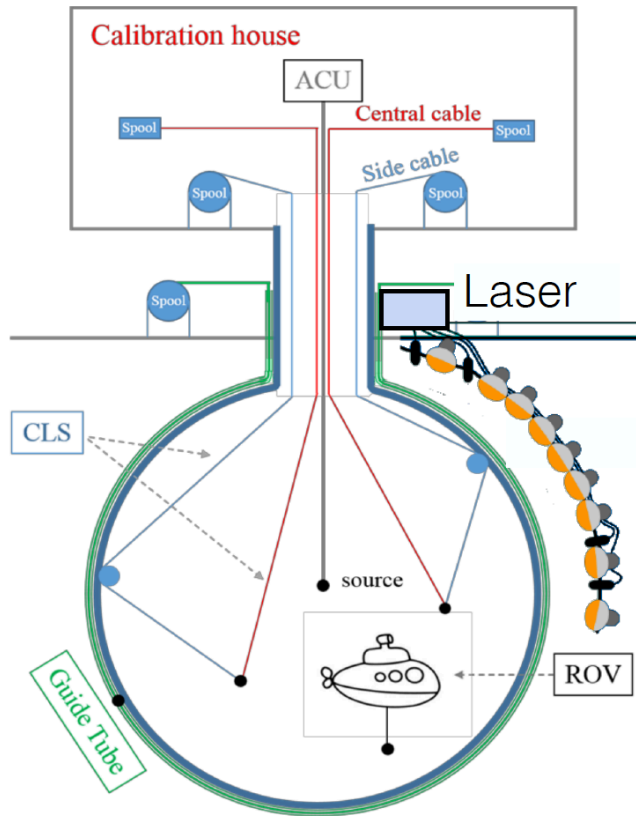 Calibration house
ACU
Central cable
Spool
Spool
Side cable
Spool
Spool
Spool
Laser
CLS
source
ROV
Guide Tube